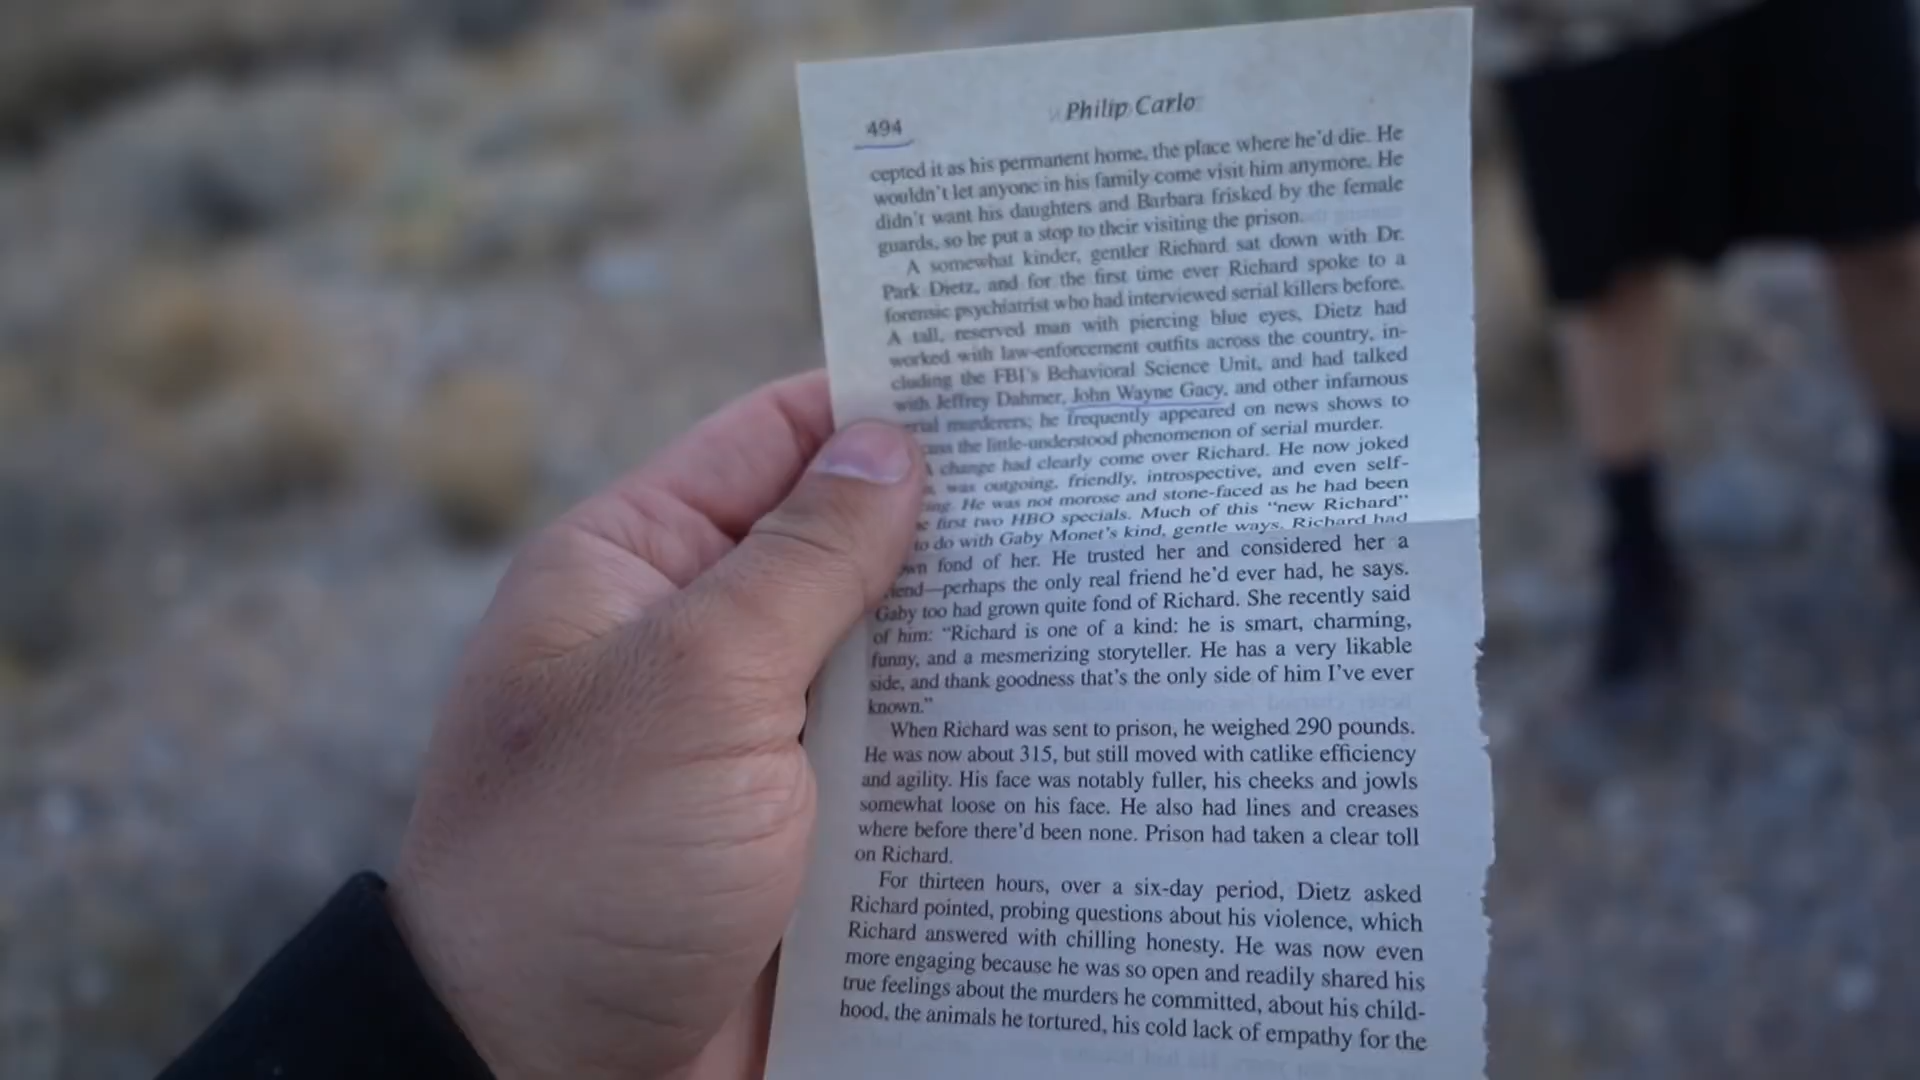 494
Philip Carlo
cepted it as his permanent home, the place where he'd die. He
wouldn't let anyone in his family come visit him anymore. He
didn't want his daughters and Barbara frisked by the female
guards, so he put a stop to their visiting the prison.
A somewhat kinder, gentler Richard sat down with Dr.
Park Dietz, and for the first time ever Richard spoke to a
forensic psychiatrist who had interviewed serial killers before.
A tall, reserved man with piercing blue eyes, Dietz had
worked with law-enforcement outfits across the country, in-
cluding the FBI's Behavioral Science Unit, and had talked
with Jeffrey Dahmer, John Wayne Gacy, and other infamous
murderers; he frequently appeared on news shows to
the little-understood phenomenon of serial murder.
A change had clearly come over Richard. He now joked
was outgoing, friendly, introspective, and even self-
He was not morose and stone-faced as he had been
first two HBO specials. Much of this "new Richard"
to do with Gaby Monet's kind, gentle ways. Richard had
fond of her. He trusted her and considered her a
friend—perhaps the only real friend he'd ever had, he says.
Gaby too had grown quite fond of Richard. She recently said
of him: "Richard is one of a kind: he is smart, charming,
funny, and a mesmerizing storyteller. He has a very likable
side, and thank goodness that's the only side of him I've ever
known."
When Richard was sent to prison, he weighed 290 pounds.
He was now about 315, but still moved with catlike efficiency
and agility. His face was notably fuller, his cheeks and jowls
somewhat loose on his face. He also had lines and creases
where before there'd been none. Prison had taken a clear toll
on Richard.
For thirteen hours, over a six-day period, Dietz asked
Richard pointed, probing questions about his violence, which
Richard answered with chilling honesty. He was now even
more engaging because he was so open and readily shared his
true feelings about the murders he committed, about his child-
hood, the animals he tortured, his cold lack of empathy for the